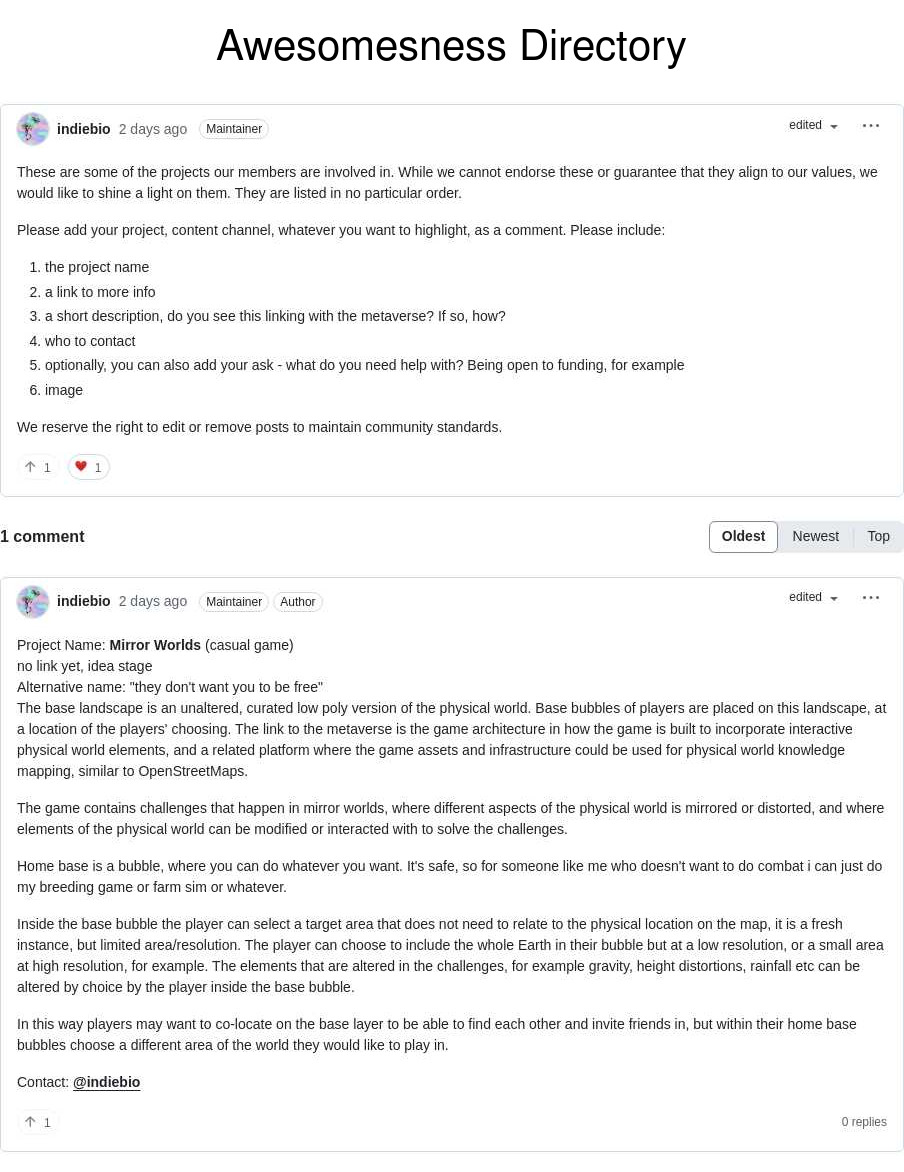 Awesomesness Directory
indiebio 2 days ago Maintainer edited
These are some of the projects our members are involved in. While we cannot endorse these or guarantee that they align to our values, we
would like to shine a light on them. They are listed in no particular order.
Please add your project, content channel, whatever you want to highlight, as a comment. Please include:
1. the project name
2. a link to more info
3. a short description, do you see this linking with the metaverse? If so, how?
4. who to contact
5. optionally, you can also add your ask - what do you need help with? Being open to funding, for example
6. image
We reserve the right to edit or remove posts to maintain community standards.
↑ 1 ❤️ 1
1 comment Oldest Newest Top
indiebio 2 days ago Maintainer Author edited
Project Name: Mirror Worlds (casual game)
no link yet, idea stage
Alternative name: "they don't want you to be free"
The base landscape is an unaltered, curated low poly version of the physical world. Base bubbles of players are placed on this landscape, at
a location of the players' choosing. The link to the metaverse is the game architecture in how the game is built to incorporate interactive
physical world elements, and a related platform where the game assets and infrastructure could be used for physical world knowledge
mapping, similar to OpenStreetMaps.
The game contains challenges that happen in mirror worlds, where different aspects of the physical world is mirrored or distorted, and where
elements of the physical world can be modified or interacted with to solve the challenges.
Home base is a bubble, where you can do whatever you want. It's safe, so for someone like me who doesn't want to do combat i can just do
my breeding game or farm sim or whatever.
Inside the base bubble the player can select a target area that does not need to relate to the physical location on the map, it is a fresh
instance, but limited area/resolution. The player can choose to include the whole Earth in their bubble but at a low resolution, or a small area
at high resolution, for example. The elements that are altered in the challenges, for example gravity, height distortions, rainfall etc can be
altered by choice by the player inside the base bubble.
In this way players may want to co-locate on the base layer to be able to find each other and invite friends in, but within their home base
bubbles choose a different area of the world they would like to play in.
Contact: @indiebio
↑ 1 0 replies